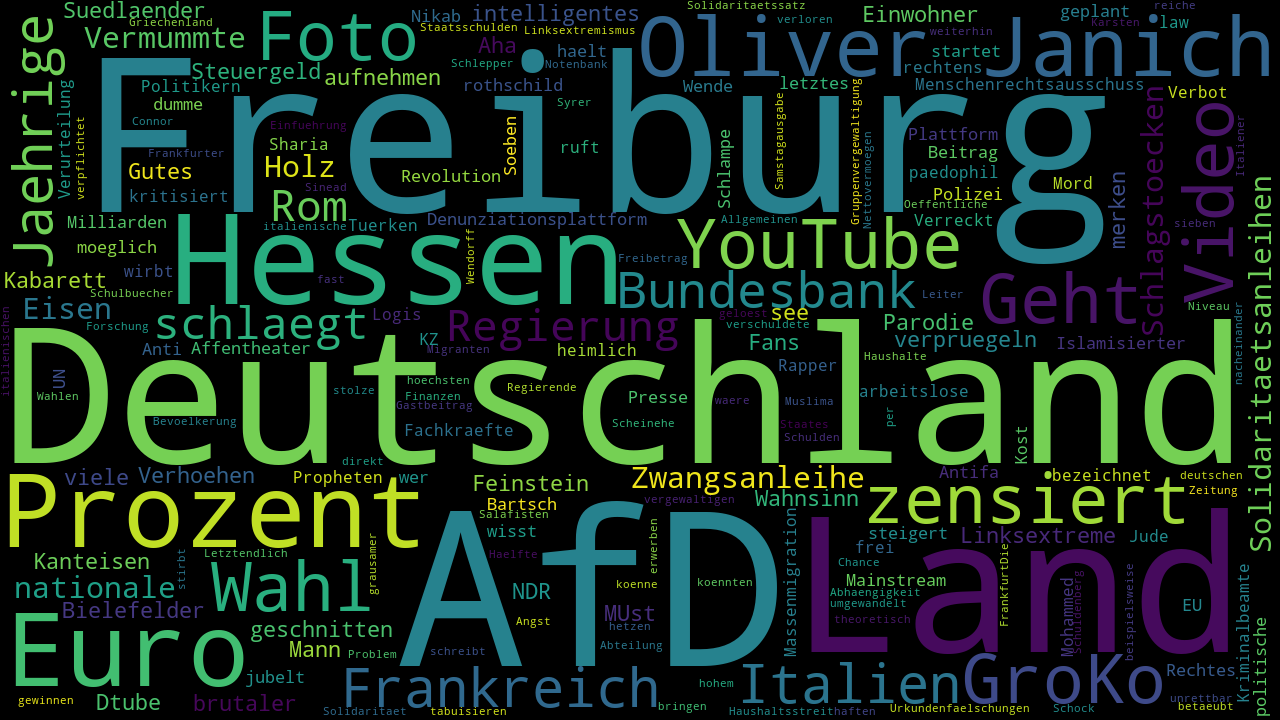 Suedlaender
Griechenland
Vermummte
Foto
Nikab
intelligentes
Staatsschulden
Linksextremismus
Solidaritaetssatz
verloren
Einwohner
geplant
law
Karsten
reiche
weiterhin
Jaehrige
Freiburg
Oliver
Janich
Aha
haelt
Schlepper
Notenbank
startet
rechtens
Steuergeld
aufnehmen
Politikern
dumme
rothschild
Wende
letztes
Menschenrechtsausschuss
Verbot
Syrer
Verurteilung
verpflichtet
Connor
Einfuehrung
Sharia
Soeben
ruft
Schlampe
Samstagausgabe
Gruppenvergewaltigung
Nettovermoegen
Plattform
Beitrag
Schlagstoecken
Video
Italiener
Frankfurter
Gutes
Holz
Revolution
paedophil
Polizei
Mord
kritisiert
Sinead
Rom
Oeffentliche
merken
Solidaritaetsanleihen
Milliarden
italienische
Tuerken
Denunziationsplattform
Allgemeinen
Verreckt
sieben
moeglich
Hessen
Wendorff
YouTube
Kabarett
wirbt
Freibetrag
Schulbuecher
fast
Bundesbank
Leiter
Geht
Niveau
Eisen
schlaegt
Logis
Regierung
geloest
see
Parodie
Forschung
verschuldete
verpruegeln
italienischen
Anti
Affentheater
KZ
Migranten
heimlich
Fans
Haushalte
Islamisierter
nacheinander
Deutschland
UN
Wahlen
stolze
hoechsten
Finanzen
Gastbeitrag
Regierende
Rapper
arbeitslose
Presse
waere
Muslima
per
Bevoelkerung
Fachkraefte
Scheinehe
Staates
Schulden
Kost
direkt
viele
Verhoehen
Propheten
wer
Feinstein
Zwangsanleihe
Antifa
bezeichnet
deutschen
Zeitung
Prozent
Bartsch
vergewaltigen
Wahnsinn
zensiert
Salafisten
AfD
Land
wisst
erwerben
Massenmigration
steigert
Linksextreme
Jude
Kanteisen
stirbt
Letztendlich
grausamer
Haelfte
frei
Chance
FrankfurtDie
nationale
Wahl
NDR
koenne
koennten
Mainstream
Abhaengigkeit
umgewandelt
Mohammed
Schuldenberg
beispielsweise
Kriminalbeamte
EU
Bielefelder
MUst
hetzen
theoretisch
Euro
geschnitten
Angst
Abteilung
politische
Mann
Problem
schreibt
jubelt
Frankreich
Italien
GroKo
Rechtes
hohem
unrettbar
gewinnen
Dtube
brutaler
Solidaritaet
tabuisieren
bringen
Haushaltsstreithaften
Urkundenfaelschungen
Schock
betaeubt